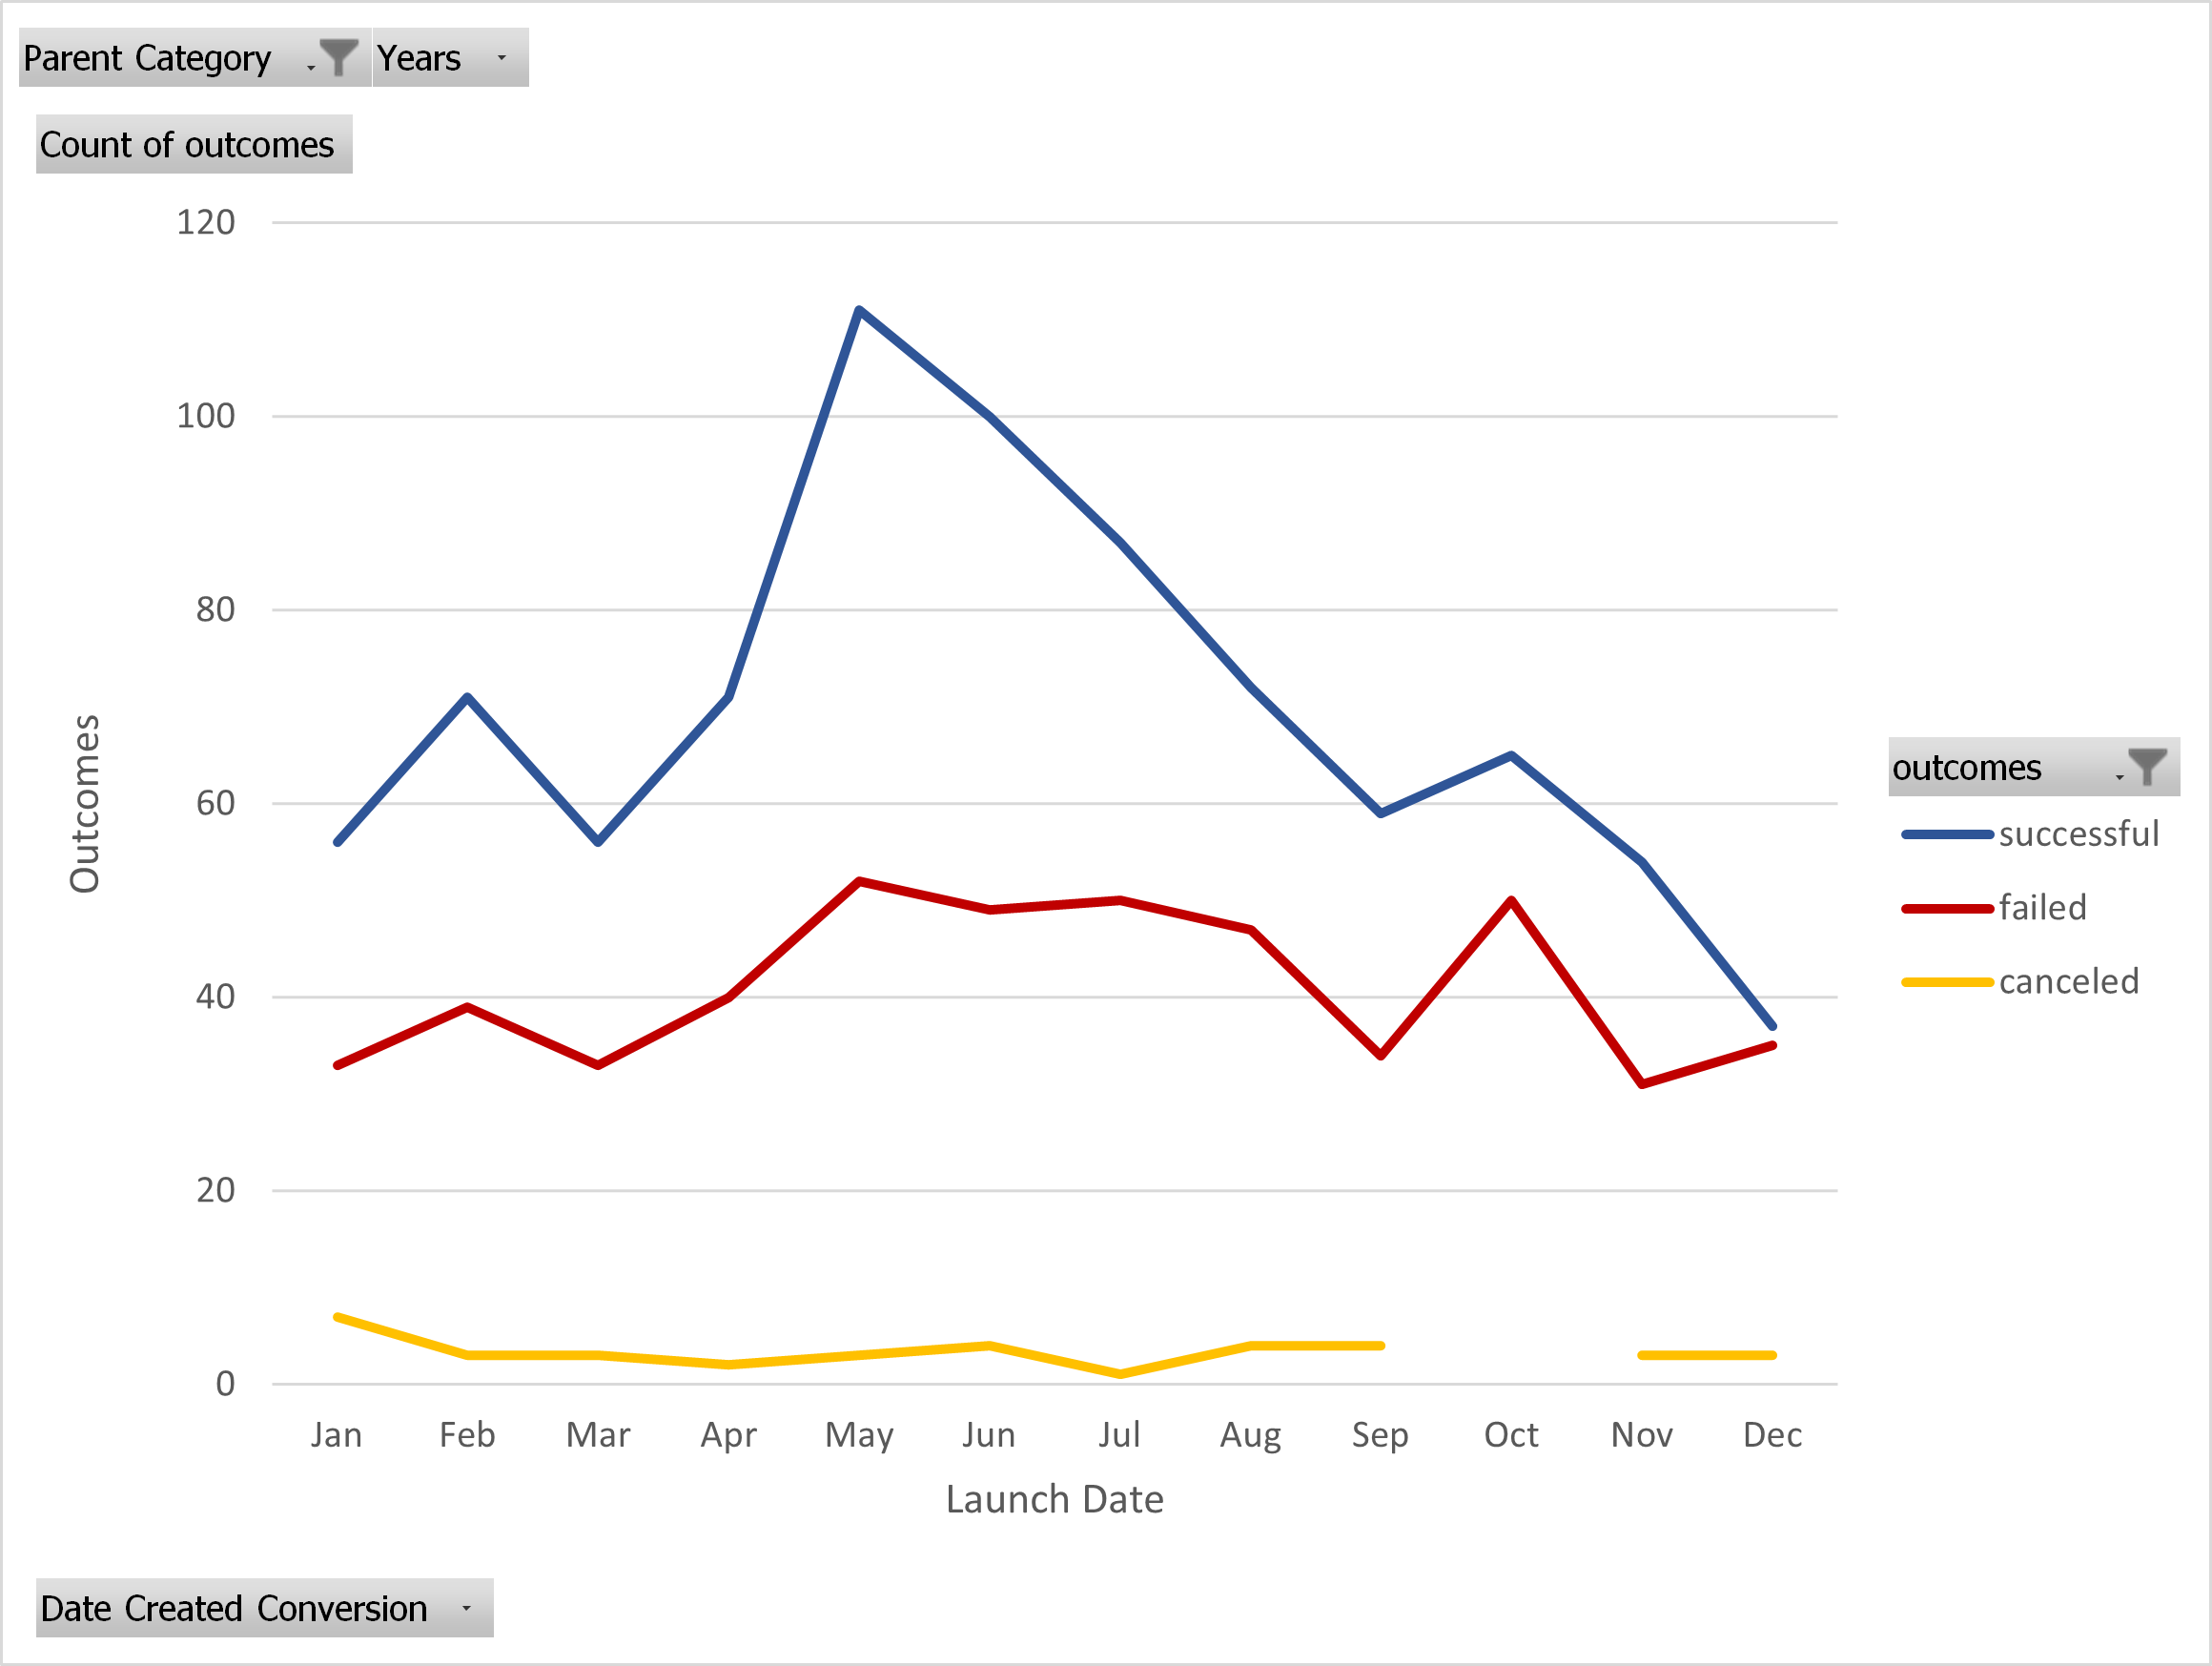 Parent Category
Years
Count of outcomes
120
100
80
60
40
20
0
Outcomes
Jan Feb Mar Apr May Jun Jul Aug Sep Oct Nov Dec
Launch Date
outcomes
successful
failed
canceled
Date Created Conversion